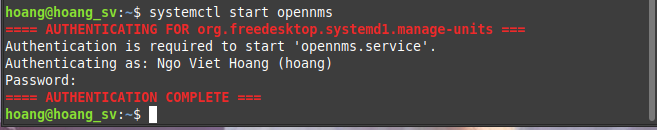 hoang@hoang_sv:~$ systemctl start opennms
==== AUTHENTICATING FOR org.freedesktop.systemd1.manage-units ===
Authentication is required to start 'opennms.service'.
Authenticating as: Ngo Viet Hoang (hoang)
Password:
==== AUTHENTICATION COMPLETE ===
hoang@hoang_sv:~$